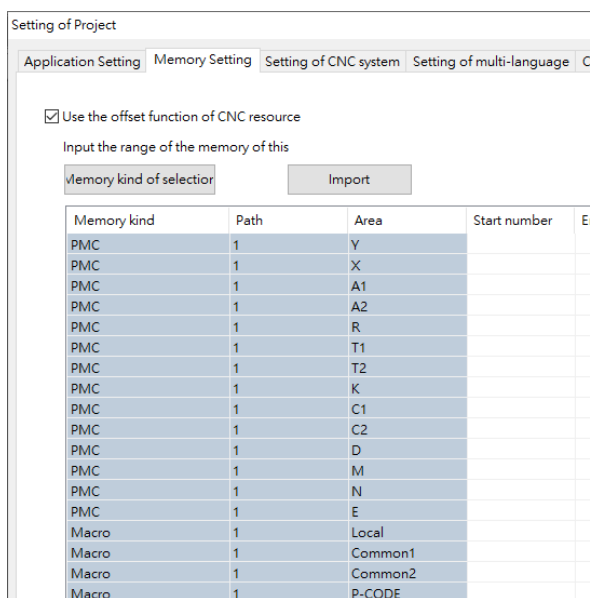 Setting of Project
Application Setting Memory Setting Setting of CNC system Setting of multi-language
Use the offset function of CNC resource
Input the range of the memory of this
Memory kind of selection Import
Memory kind Path Area Start number
PMC 1 Y
PMC 1 X
PMC 1 A1
PMC 1 A2
PMC 1 R
PMC 1 T1
PMC 1 T2
PMC 1 K
PMC 1 C1
PMC 1 C2
PMC 1 D
PMC 1 M
PMC 1 N
PMC 1 E
Macro 1 Local
Macro 1 Common1
Macro 1 Common2
Macro 1 P-CODE